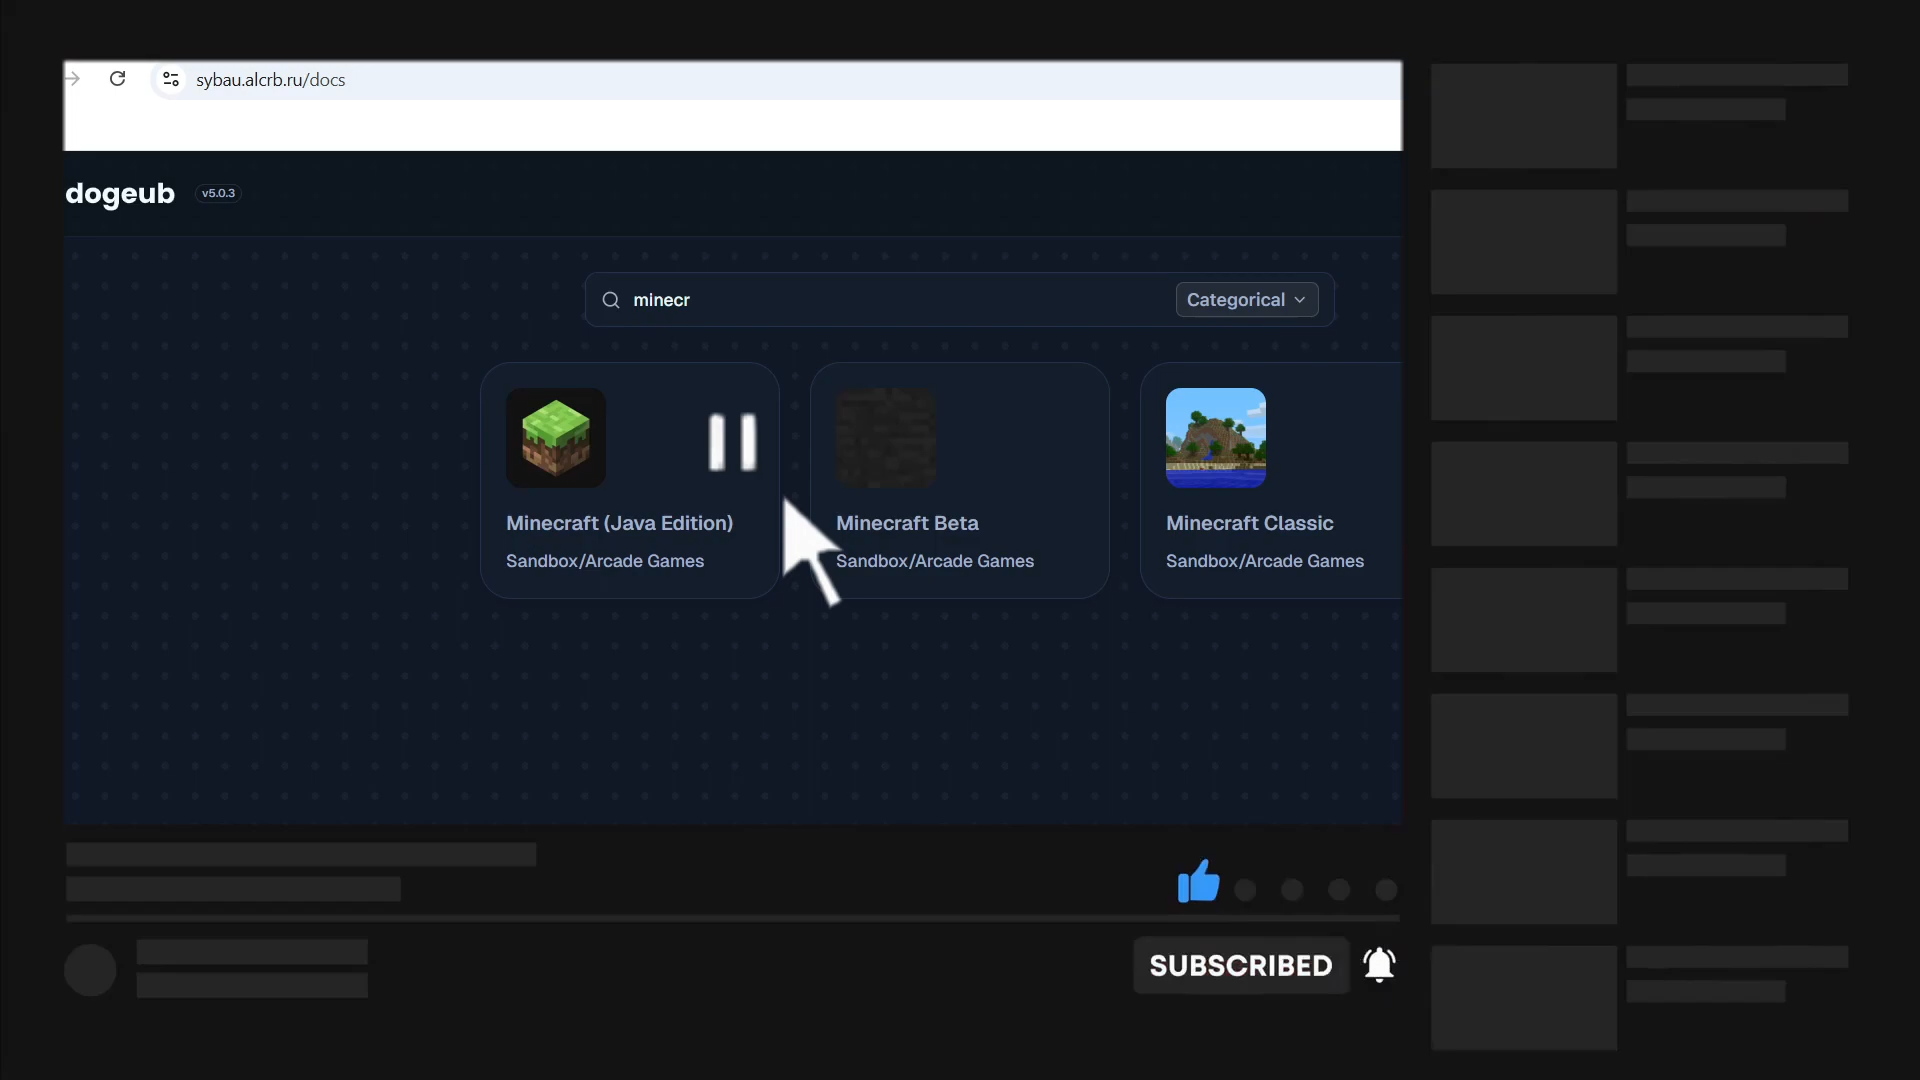 sybau.alcrb.ru/docs
dogeub v5.0.3
minecr Categorical
Minecraft (Java Edition)
Sandbox/Arcade Games
Minecraft Beta
Sandbox/Arcade Games
Minecraft Classic
Sandbox/Arcade Games
SUBSCRIBED